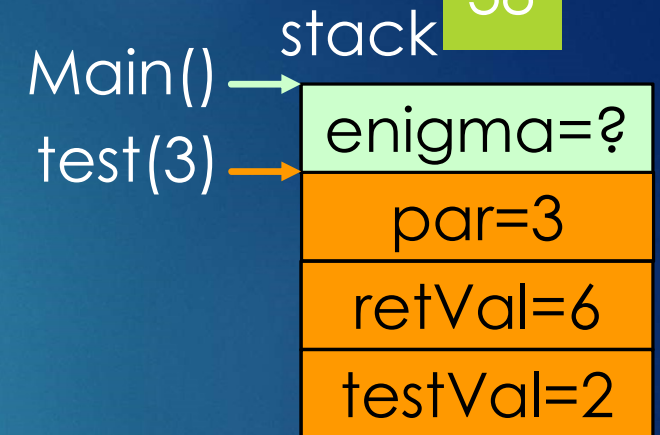 stack
Main()
enigma=?
test(3)
par=3
retVal=6
testVal=2